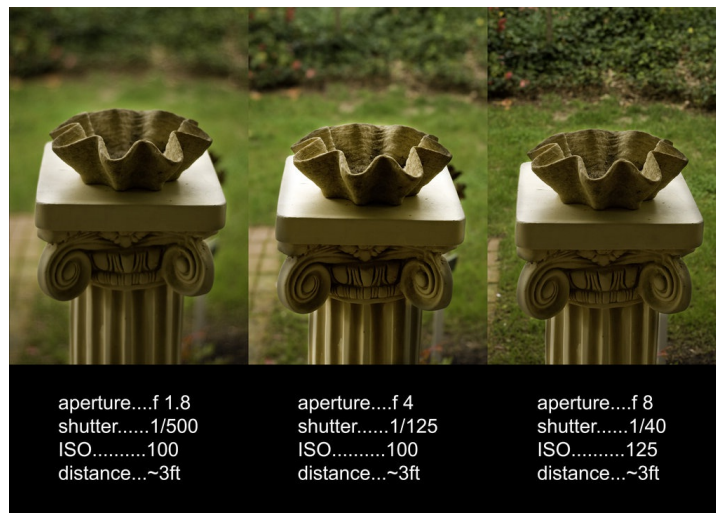 aperture....f 1.8
shutter......1/500
ISO..........100
distance...~3ft
aperture....f 4
shutter......1/125
ISO..........100
distance...~3ft
aperture....f 8
shutter......1/40
ISO..........125
distance...~3ft